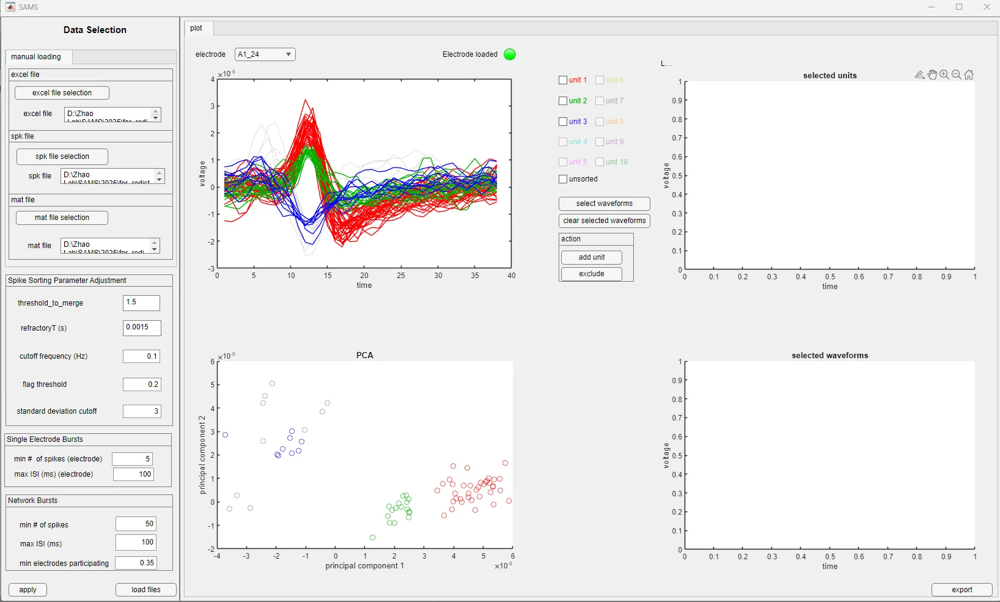 SAMS
Data Selection
manual loading
excel file
excel file selection
excel file
D:\Zhao
Lab\SAMS\2025\for_redi
spk file
spk file selection
spk file
D:\Zhao
Lab\SAMS\2025\for_redist
mat file
mat file selection
mat file
D:\Zhao
Lab\SAMS\2025\for_redi
Spike Sorting Parameter Adjustment
threshold_to_merge 1.5
refractoryT (s) 0.0015
cutoff frequency (Hz) 0.1
flag threshold 0.2
standard deviation cutoff 3
Single Electrode Bursts
min # of spikes (electrode) 5
max ISI (ms) (electrode) 100
Network Bursts
min # of spikes 50
max ISI (ms) 100
min electrodes participating 0.35
apply
load files
plot
electrode A1_24
Electrode loaded
×10-5
4
3
2
1
0
-1
-2
-3
voltage
0 5 10 15 20 25 30 35 40
time
unit 1 unit 6
unit 2 unit 7
unit 3 unit 8
unit 4 unit 9
unit 5 unit 10
unsorted
select waveforms
clear selected waveforms
action
add unit
exclude
L...
selected units
1
0.9
0.8
0.7
0.6
0.5
0.4
0.3
0.2
0.1
0
voltage
0 0.1 0.2 0.3 0.4 0.5 0.6 0.7 0.8 0.9 1
time
PCA
×10-5
6
5
4
3
2
1
0
-1
-2
principal component 2
-4 -3 -2 -1 0 1 2 3 4 5 6
principal component 1
×10-5
selected waveforms
1
0.9
0.8
0.7
0.6
0.5
0.4
0.3
0.2
0.1
0
voltage
0 0.1 0.2 0.3 0.4 0.5 0.6 0.7 0.8 0.9 1
time
export